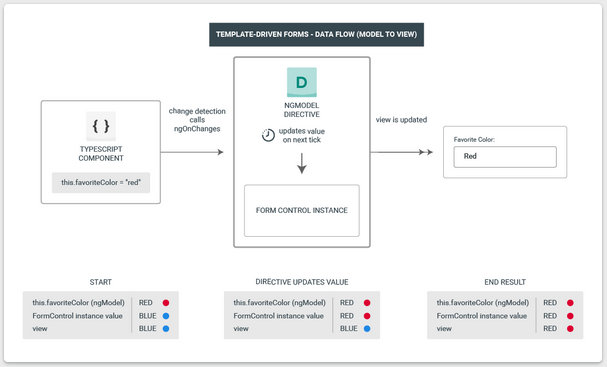 TEMPLATE-DRIVEN FORMS - DATA FLOW (MODEL TO VIEW)
{ }
TYPESCRIPT
COMPONENT
this.favoriteColor = "red"
change detection
calls
ngOnChanges
D
NGMODEL
DIRECTIVE
updates value
on next tick
FORM CONTROL INSTANCE
view is updated
Favorite Color:
Red
START
this.favoriteColor (ngModel) RED
FormControl instance value BLUE
view BLUE
DIRECTIVE UPDATES VALUE
this.favoriteColor (ngModel) RED
FormControl instance value RED
view BLUE
END RESULT
this.favoriteColor (ngModel) RED
FormControl instance value RED
view RED